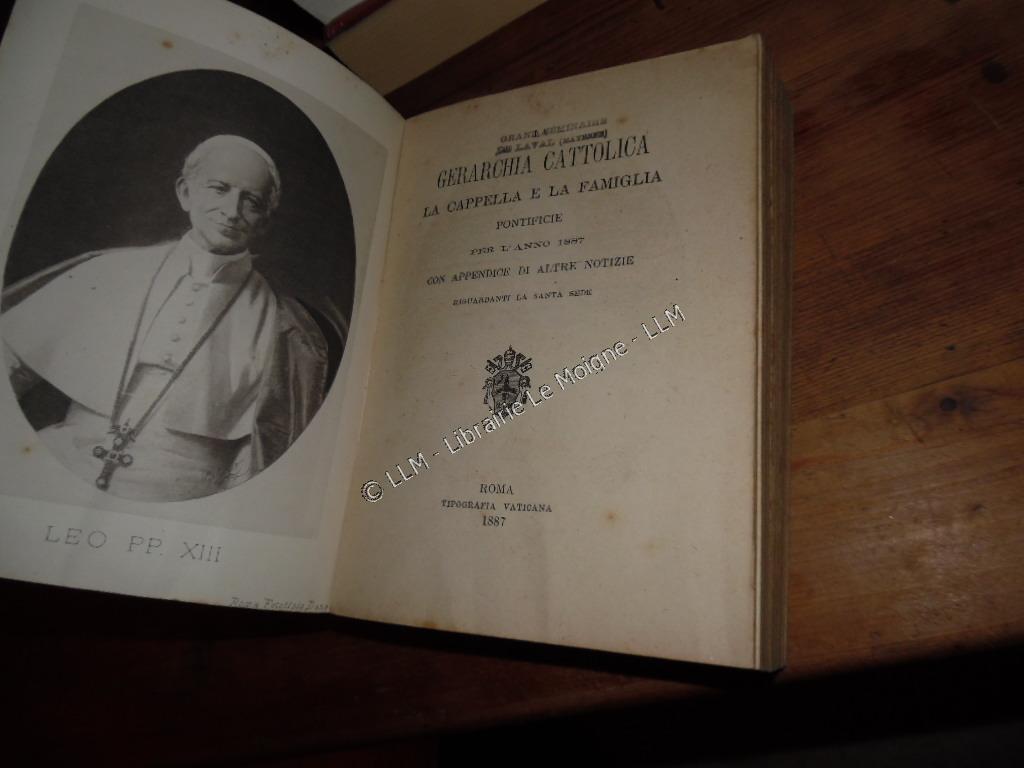 LEO PP. XIII
GRAND SÉMINAIRE
DE LAVAL (MAYENNE)
GERARCHIA CATTOLICA
LA CAPPELLA E LA FAMIGLIA
PONTIFICIE
PER L'ANNO 1887
CON APPENDICE DI ALTRE NOTIZIE
RIGUARDANTI LA SANTA SEDE
© LLM - Librairie Le Moigne - LLM
ROMA
TIPOGRAFIA VATICANA
1887